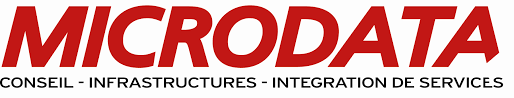 MICRODATA
CONSEIL - INFRASTRUCTURES - INTEGRATION DE SERVICES